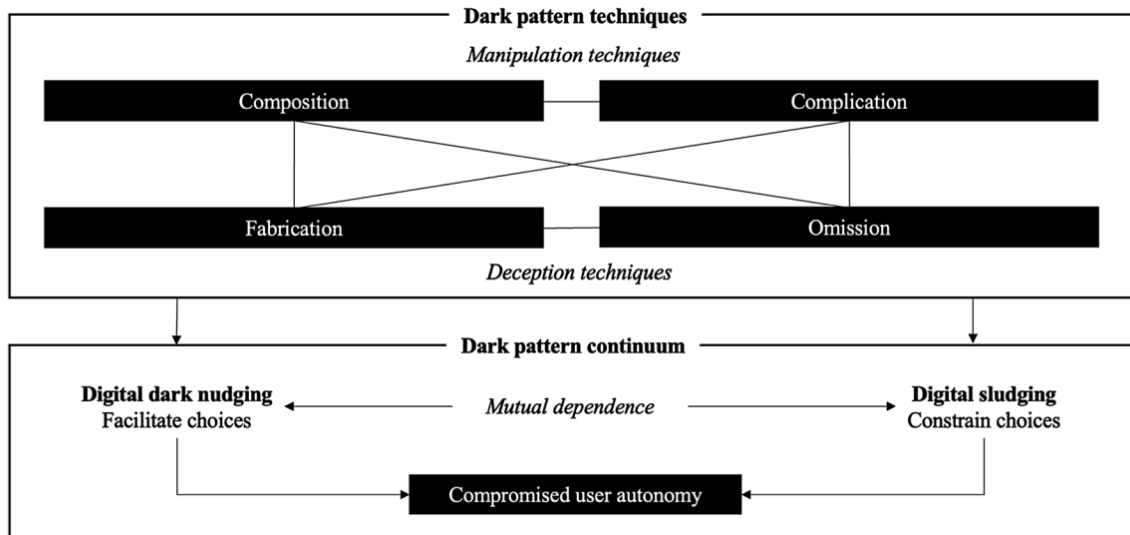 Dark pattern techniques
Manipulation techniques
Composition
Complication
Fabrication
Omission
Deception techniques
Dark pattern continuum
Digital dark nudging
Facilitate choices
Mutual dependence
Digital sludging
Constrain choices
Compromised user autonomy